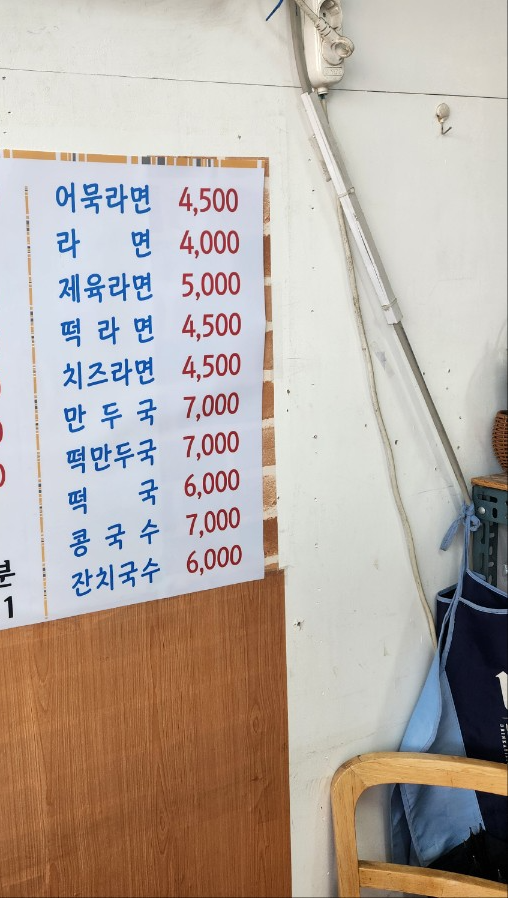 어묵라면 4,500
라 면 4,000
제육라면 5,000
떡 라 면 4,500
치즈라면 4,500
만 두 국 7,000
떡만두국 7,000
떡 국 6,000
콩 국 수 7,000
잔치국수 6,000
분
1